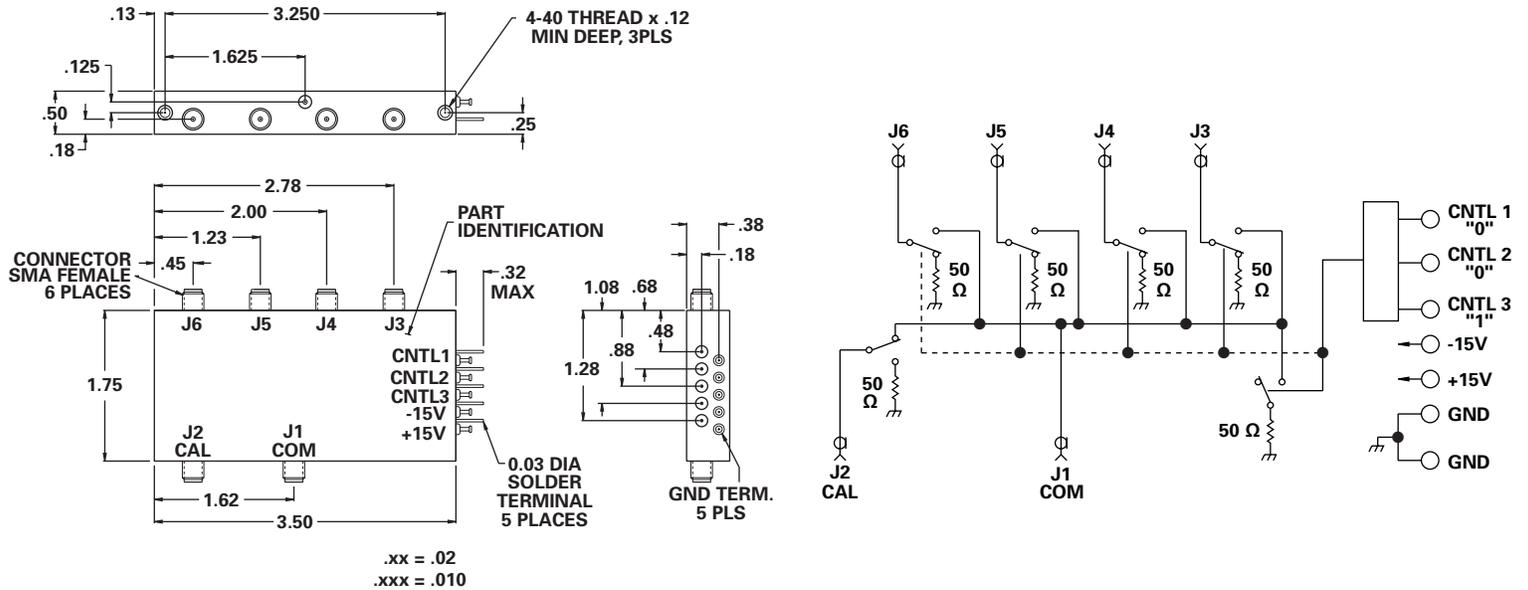 .13
3.250
4-40 THREAD x .12
MIN DEEP, 3PLS
1.625
.125
.50
.18
.25
2.78
2.00
1.23
.45
PART
IDENTIFICATION
CONNECTOR
SMA FEMALE
6 PLACES
.32
MAX
J6 J5 J4 J3
CNTL1
CNTL2
CNTL3
-15V
+15V
1.75
J2
CAL
J1
COM
1.62
3.50
0.03 DIA
SOLDER
TERMINAL
5 PLACES
.xx = .02
.xxx = .010
.38
.18
1.08 .68
.48
.88
1.28
GND TERM.
5 PLS
J6 J5 J4 J3
50
Ω
50
Ω
50
Ω
50
Ω
50
Ω
50 Ω
J2
CAL
J1
COM
CNTL 1
"0"
CNTL 2
"0"
CNTL 3
"1"
-15V
+15V
GND
GND